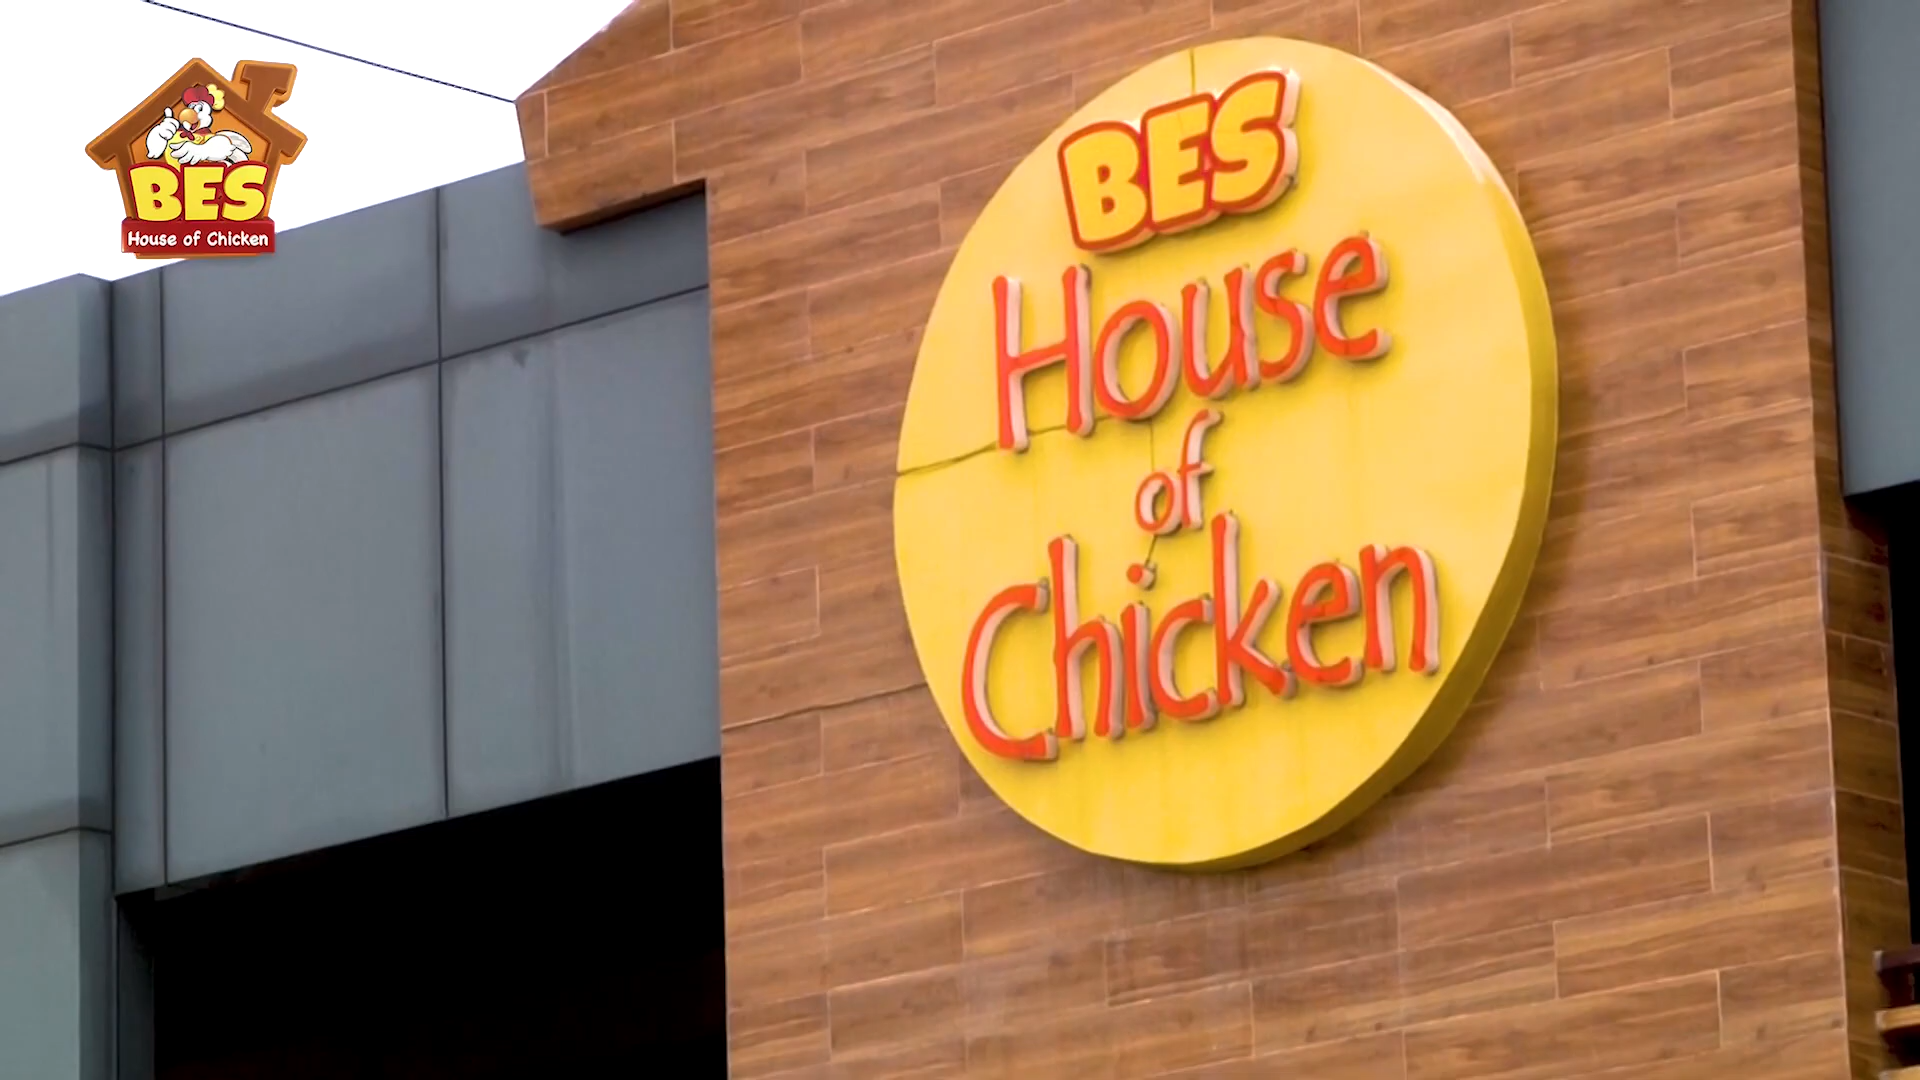 BES
House of Chicken
BES
House
of
Chicken